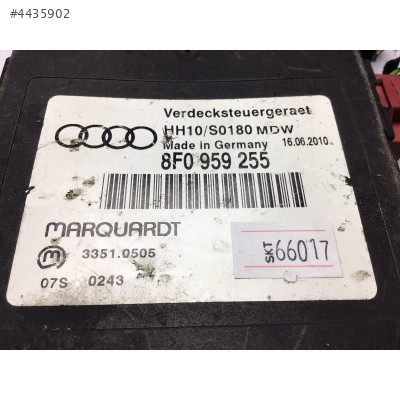 #4435902
Verdecksteuergeraet
HH10/S0180 MDW
Made in Germany 16.06.2010
8F0 959 255
MARQUARDT
m 3351.0505
07S 0243
SKT 66017